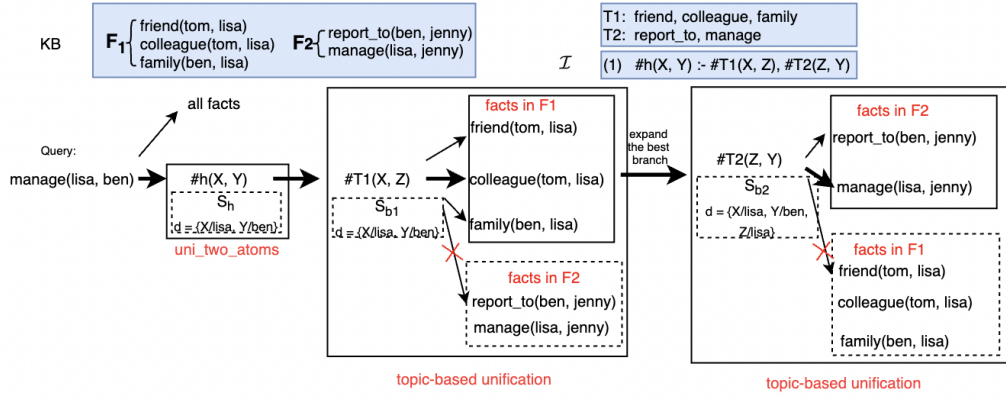 KB
F1
friend(tom, lisa)
colleague(tom, lisa)
family(ben, lisa)
F2
report_to(ben, jenny)
manage(lisa, jenny)
T1: friend, colleague, family
T2: report_to, manage
I
(1) #h(X, Y) :- #T1(X, Z), #T2(Z, Y)
all facts
Query:
manage(lisa, ben)
#h(X, Y)
Sh
d = {X/lisa, Y/ben}
uni_two_atoms
#T1(X, Z)
Sb1
d = {X/lisa, Y/ben}
facts in F1
friend(tom, lisa)
colleague(tom, lisa)
family(ben, lisa)
facts in F2
report_to(ben, jenny)
manage(lisa, jenny)
topic-based unification
expand
the best
branch
#T2(Z, Y)
Sb2
d = {X/lisa, Y/ben,
Z/lisa}
facts in F2
report_to(ben, jenny)
manage(lisa, jenny)
facts in F1
friend(tom, lisa)
colleague(tom, lisa)
family(ben, lisa)
topic-based unification